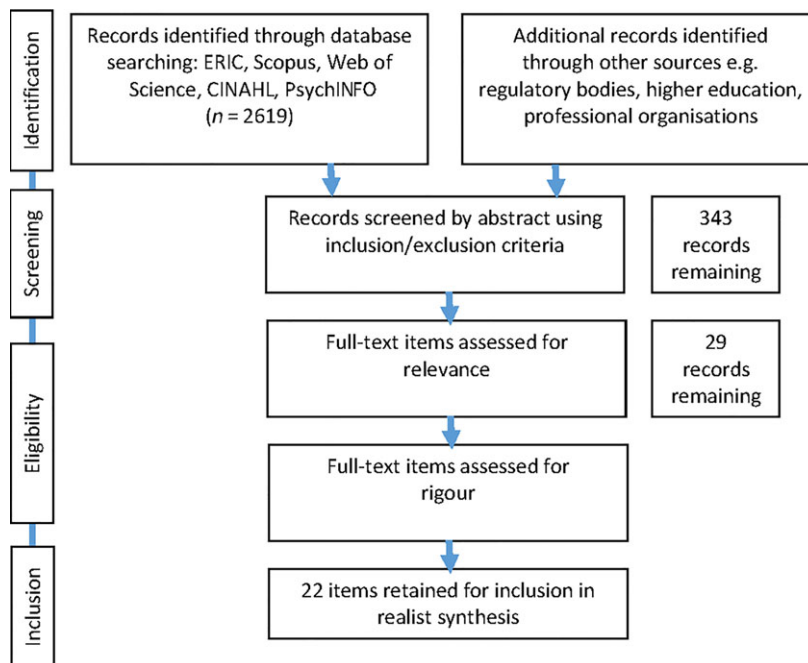 Identification
Records identified through database
searching: ERIC, Scopus, Web of
Science, CINAHL, PsychINFO
(n = 2619)
Additional records identified
through other sources e.g.
regulatory bodies, higher education,
professional organisations
Screening
Records screened by abstract using
inclusion/exclusion criteria
343
records
remaining
Eligibility
Full-text items assessed for
relevance
29
records
remaining
Full-text items assessed for
rigour
Inclusion
22 items retained for inclusion in
realist synthesis